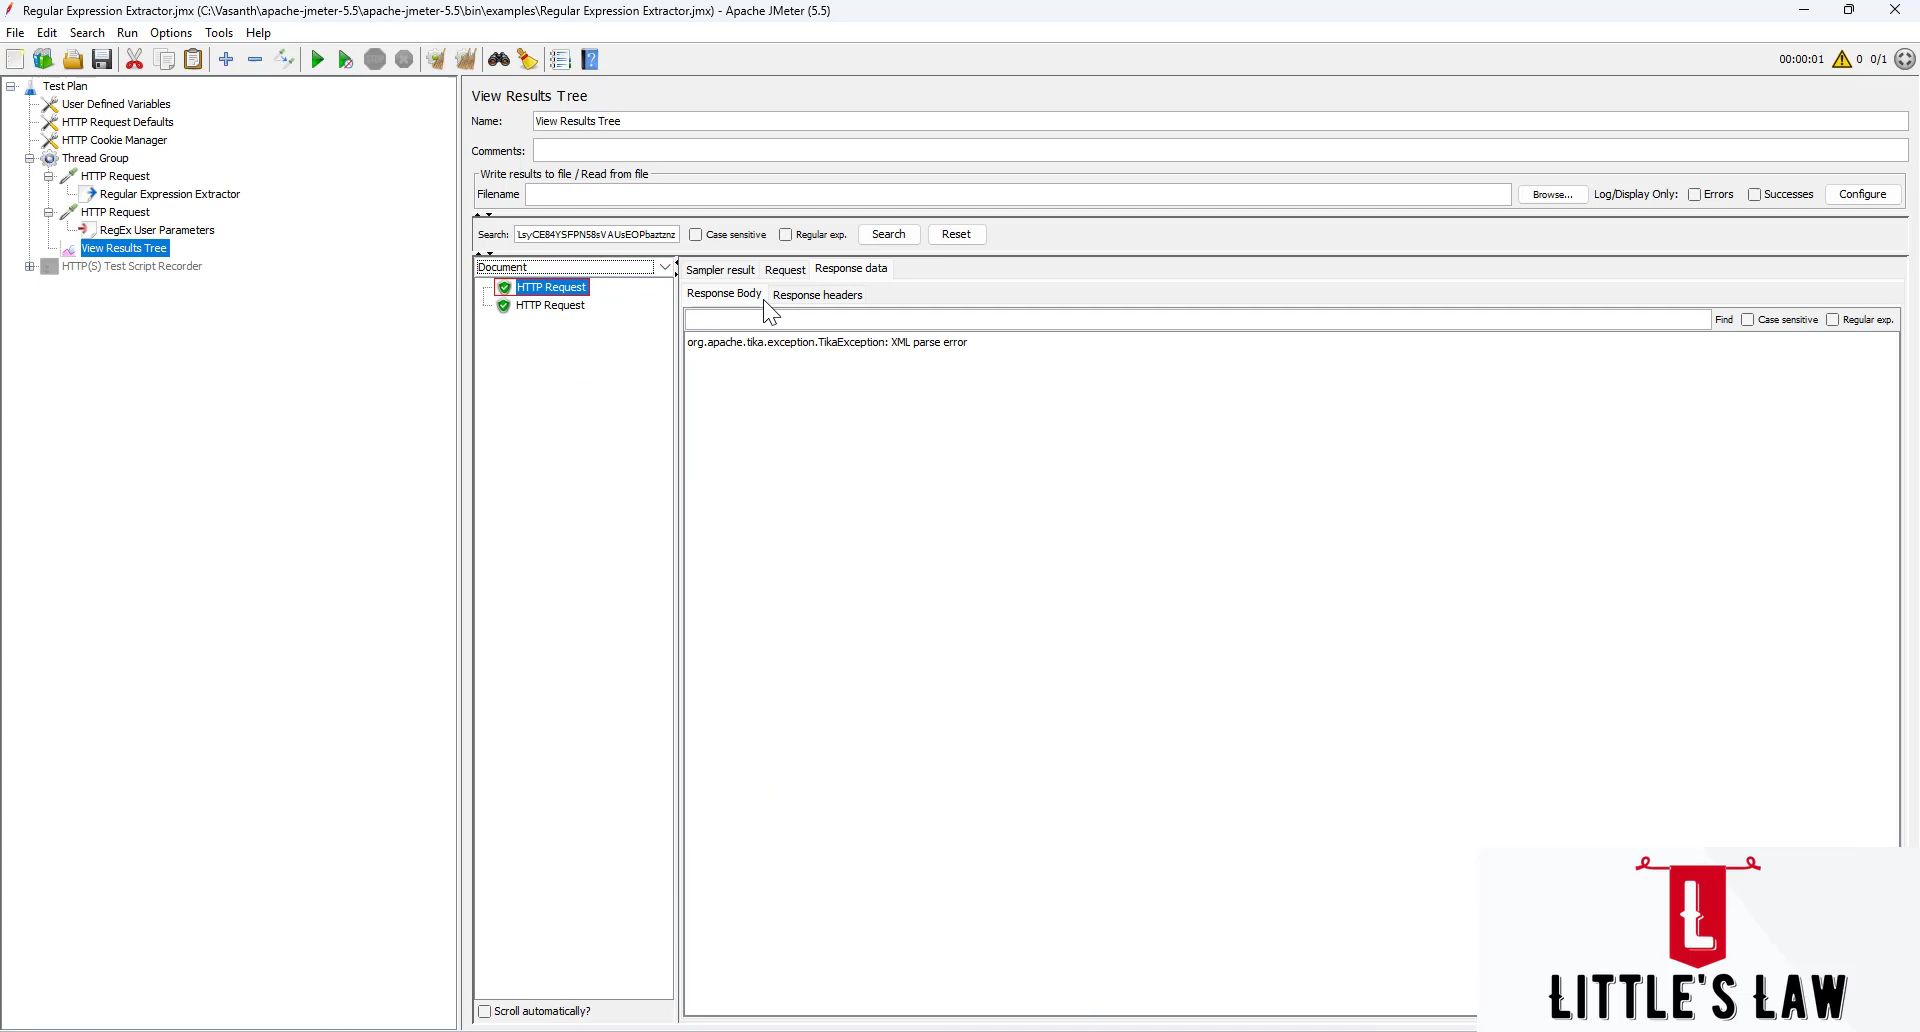 Regular Expression Extractor.jmx (C:\Vasanth\apache-jmeter-5.5\apache-jmeter-5.5\bin\examples\Regular Expression Extractor.jmx) - Apache JMeter (5.5)
File Edit Search Run Options Tools Help
00:00:01 0 0/1
Test Plan
User Defined Variables
HTTP Request Defaults
HTTP Cookie Manager
Thread Group
HTTP Request
Regular Expression Extractor
HTTP Request
RegEx User Parameters
View Results Tree
HTTP(S) Test Script Recorder
View Results Tree
Name: View Results Tree
Comments:
Write results to file / Read from file
Filename Browse... Log/Display Only: Errors Successes Configure
Search: LsyCE84YSFPN58sVAUsEOPbaztznz Case sensitive Regular exp. Search Reset
Document
HTTP Request
HTTP Request
Scroll automatically?
Sampler result Request Response data
Response Body Response headers
Find Case sensitive Regular exp.
org.apache.tika.exception.TikaException: XML parse error
L
LITTLE'S LAW